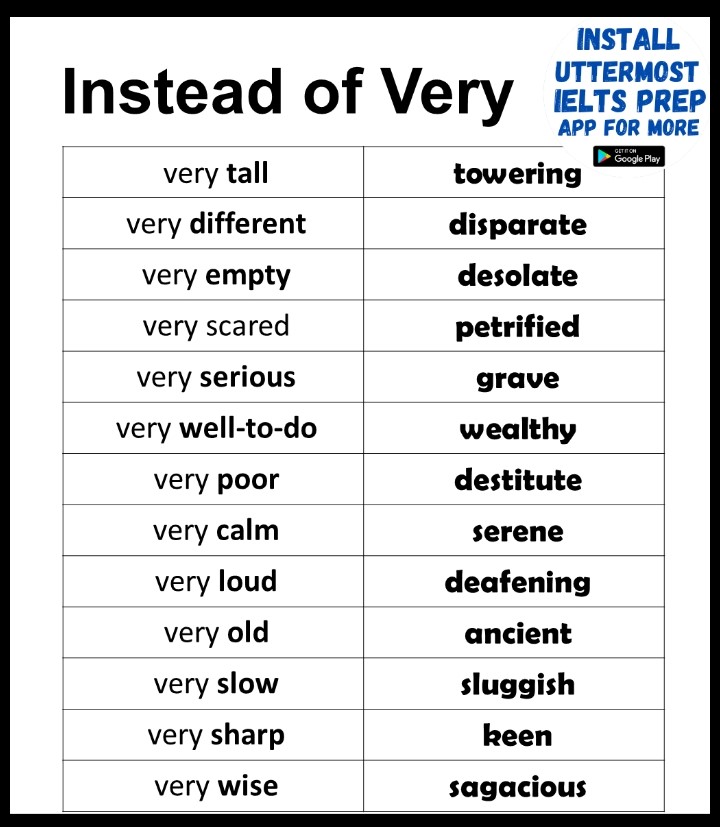 INSTALL
UTTERMOST
IELTS PREP
APP FOR MORE
GET IT ON
Google Play
Instead of Very
very tall towering
very different disparate
very empty desolate
very scared petrified
very serious grave
very well-to-do wealthy
very poor destitute
very calm serene
very loud deafening
very old ancient
very slow sluggish
very sharp keen
very wise sagacious